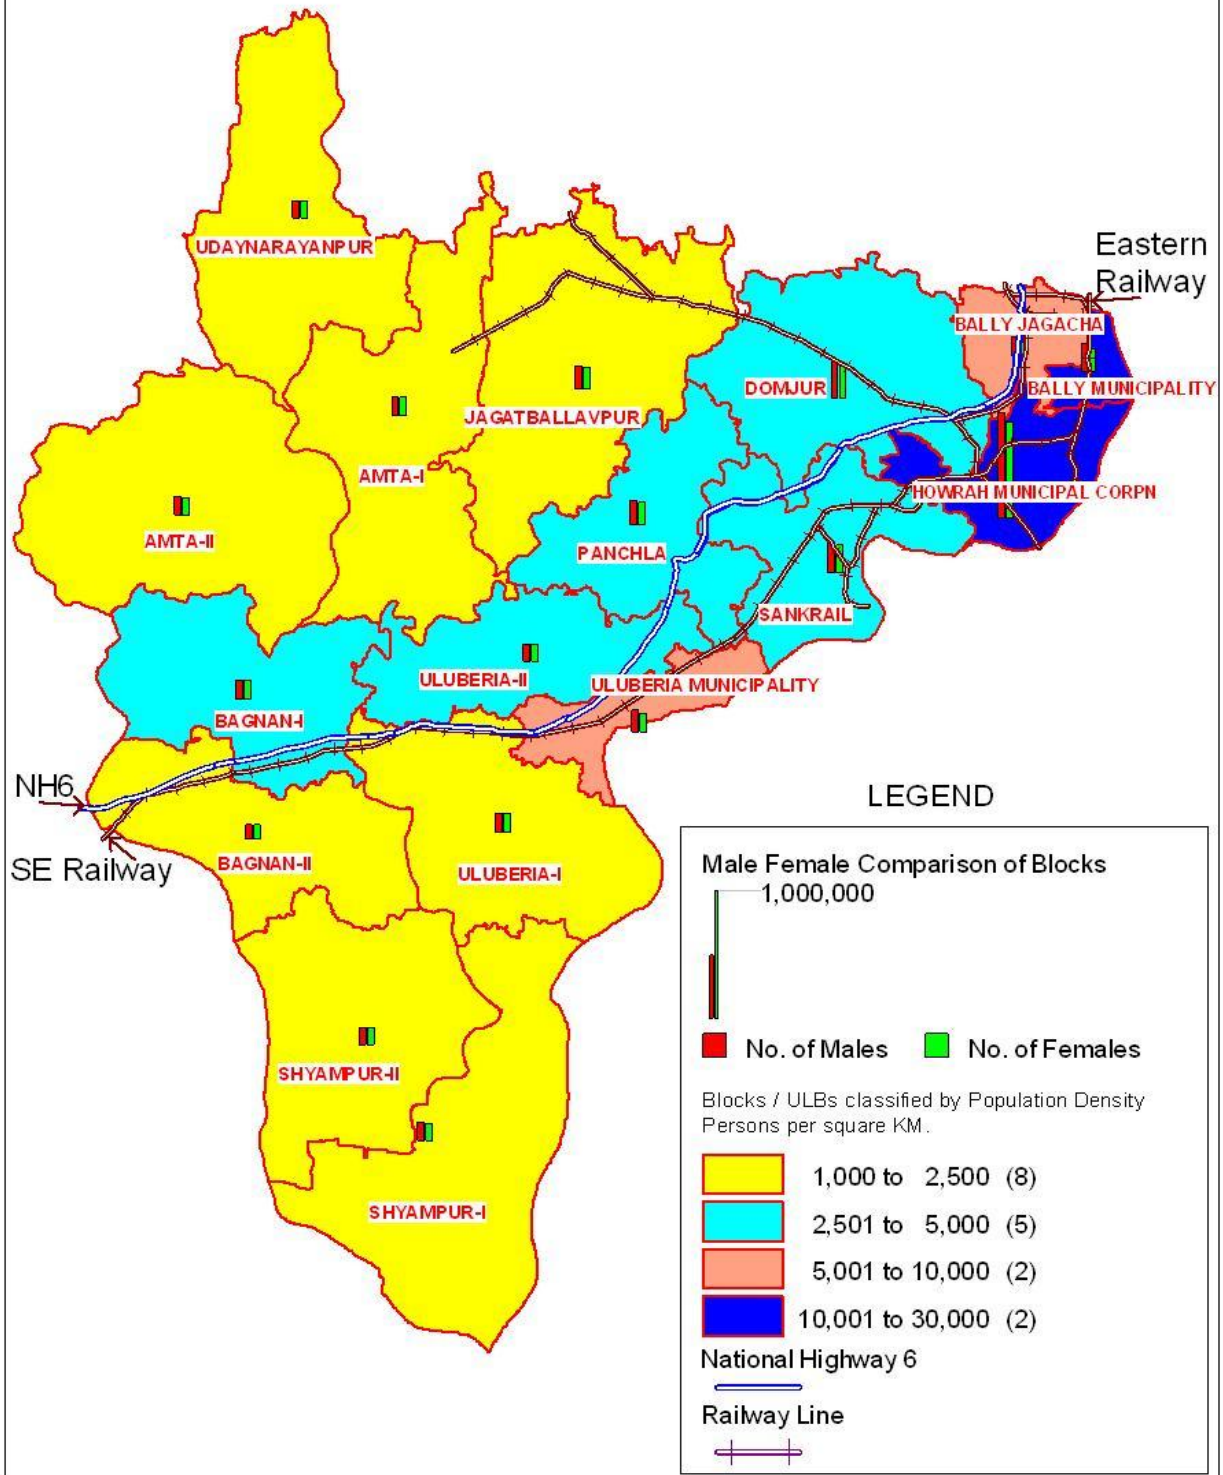 UDAYNARAYANPUR
Eastern
Railway
BALLY JAGACHA
DOMJUR
BALLY MUNICIPALITY
JAGATBALLAVPUR
AMTA-I
HOWRAH MUNICIPAL CORPN
AMTA-II
PANCHLA
SANKRAIL
ULUBERIA-II
ULUBERIA MUNICIPALITY
BAGNAN-I
NH6
SE Railway
BAGNAN-II
ULUBERIA-I
SHYAMPUR-II
SHYAMPUR-I
LEGEND
Male Female Comparison of Blocks
1,000,000
No. of Males No. of Females
Blocks / ULBs classified by Population Density
Persons per square KM.
1,000 to 2,500 (8)
2,501 to 5,000 (5)
5,001 to 10,000 (2)
10,001 to 30,000 (2)
National Highway 6
Railway Line